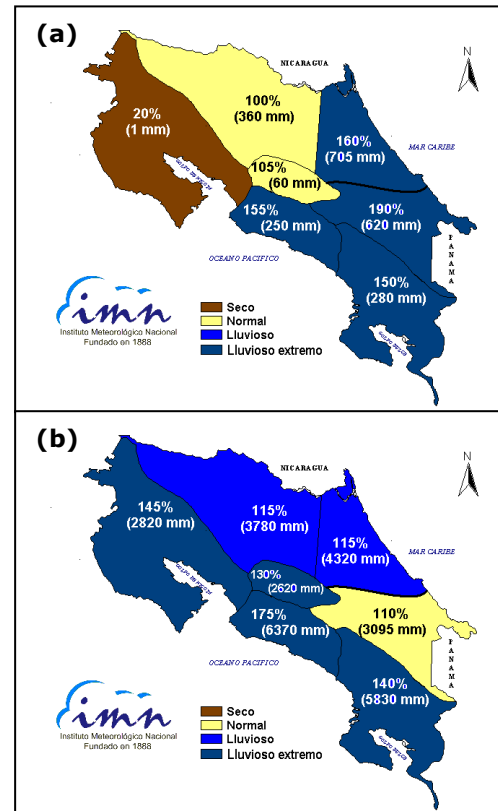 (a)
NICARAGUA
N
100%
(360 mm)
20%
(1 mm)
160%
(705 mm)
MAR CARIBE
105%
(60 mm)
155%
(250 mm)
190%
(620 mm)
PANAMA
OCEANO PACIFICO
150%
(280 mm)
imn
Instituto Meteorológico Nacional
Fundado en 1888
Seco
Normal
Lluvioso
Lluvioso extremo
(b)
NICARAGUA
N
145%
(2820 mm)
115%
(3780 mm)
115%
(4320 mm)
MAR CARIBE
130%
(2620 mm)
175%
(6370 mm)
110%
(3095 mm)
PANAMA
OCEANO PACIFICO
140%
(5830 mm)
imn
Instituto Meteorológico Nacional
Fundado en 1888
Seco
Normal
Lluvioso
Lluvioso extremo